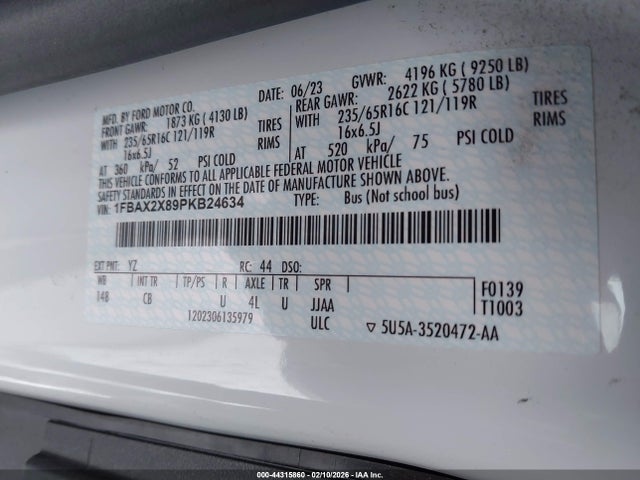 MFD. BY FORD MOTOR CO. DATE: 06/23 GVWR: 4196 KG ( 9250 LB)
FRONT GAWR: 1873 KG ( 4130 LB) REAR GAWR: 2622 KG ( 5780 LB)
WITH 235/65R16C 121/119R TIRES WITH 235/65R16C 121/119R TIRES
16x6.5J RIMS 16x6.5J RIMS
AT 360 kPa/ 52 PSI COLD AT 520 kPa/ 75 PSI COLD
THIS VEHICLE CONFORMS TO ALL APPLICABLE FEDERAL MOTOR VEHICLE
SAFETY STANDARDS IN EFFECT ON THE DATE OF MANUFACTURE SHOWN ABOVE.
VIN: 1FBAX2X89PKB24634 TYPE: Bus (Not school bus)
EXT PNT: YZ RC: 44 DSO:
WB INT TR TP/PS R AXLE TR SPR
148 CB U 4L U JJAA
F0139
T1003
1202306135979 ULC ▽ 5U5A-3520472-AA
000-44315860 - 02/10/2026 - IAA Inc.